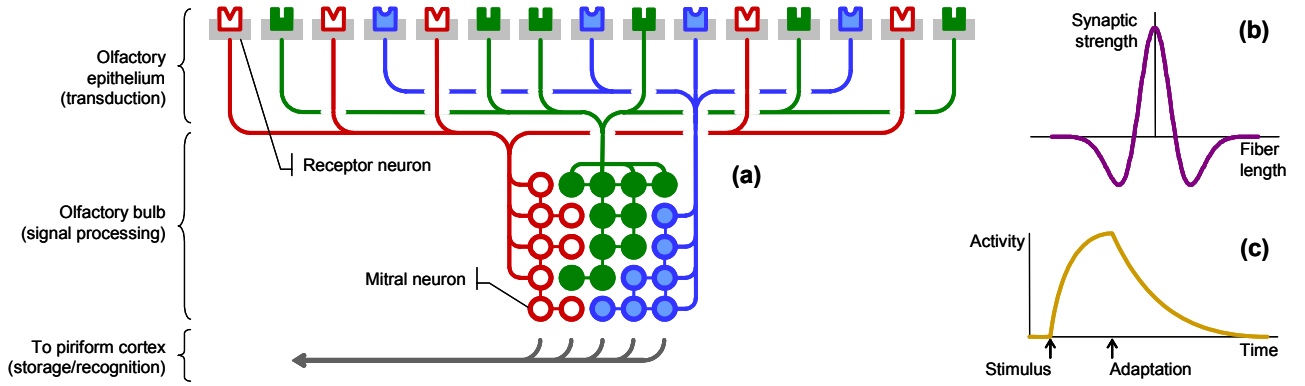 Olfactory
epithelium
(transduction)
Receptor neuron
(a)
Olfactory bulb
(signal processing)
Mitral neuron
To piriform cortex
(storage/recognition)
Synaptic
strength
(b)
Fiber
length
Activity
(c)
Time
Stimulus
Adaptation